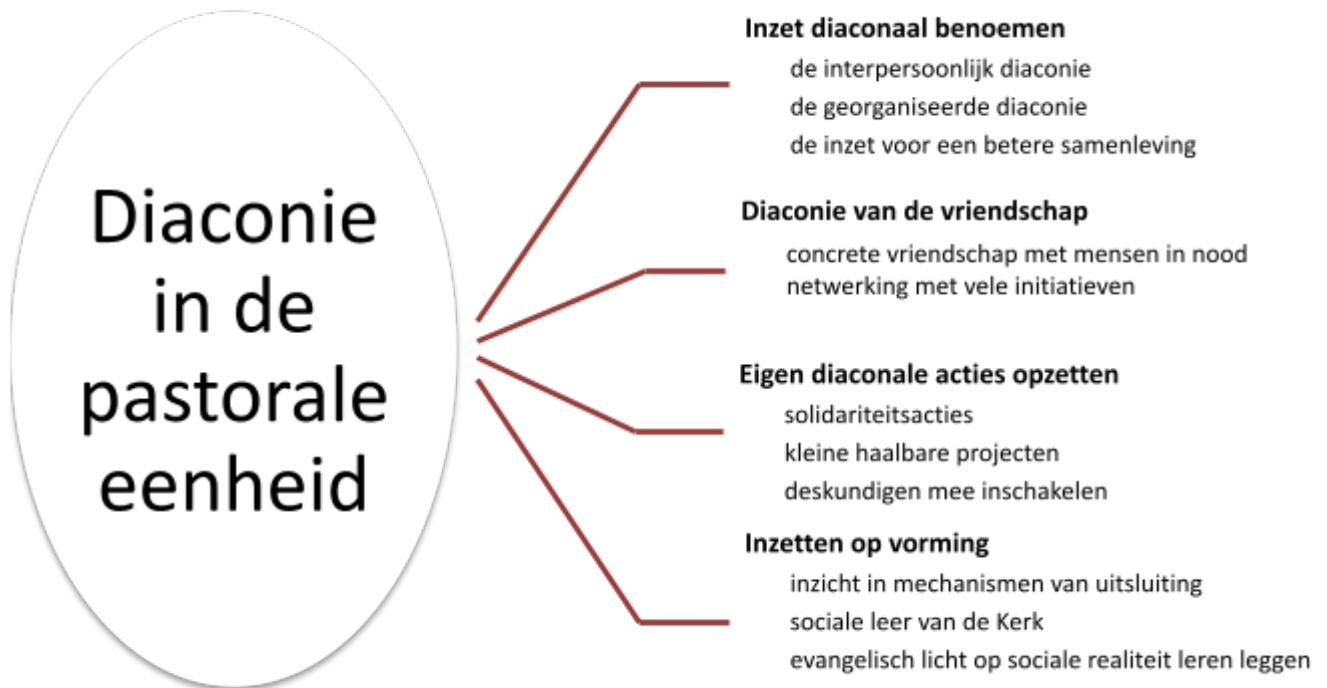 Diaconie
in de
pastorale
eenheid
Inzet diaconaal benoemen
de interpersoonlijk diaconie
de georganiseerde diaconie
de inzet voor een betere samenleving
Diaconie van de vriendschap
concrete vriendschap met mensen in nood
netwerking met vele initiatieven
Eigen diaconale acties opzetten
solidariteitsacties
kleine haalbare projecten
deskundigen mee inschakelen
Inzetten op vorming
inzicht in mechanismen van uitsluiting
sociale leer van de Kerk
evangelisch licht op sociale realiteit leren leggen